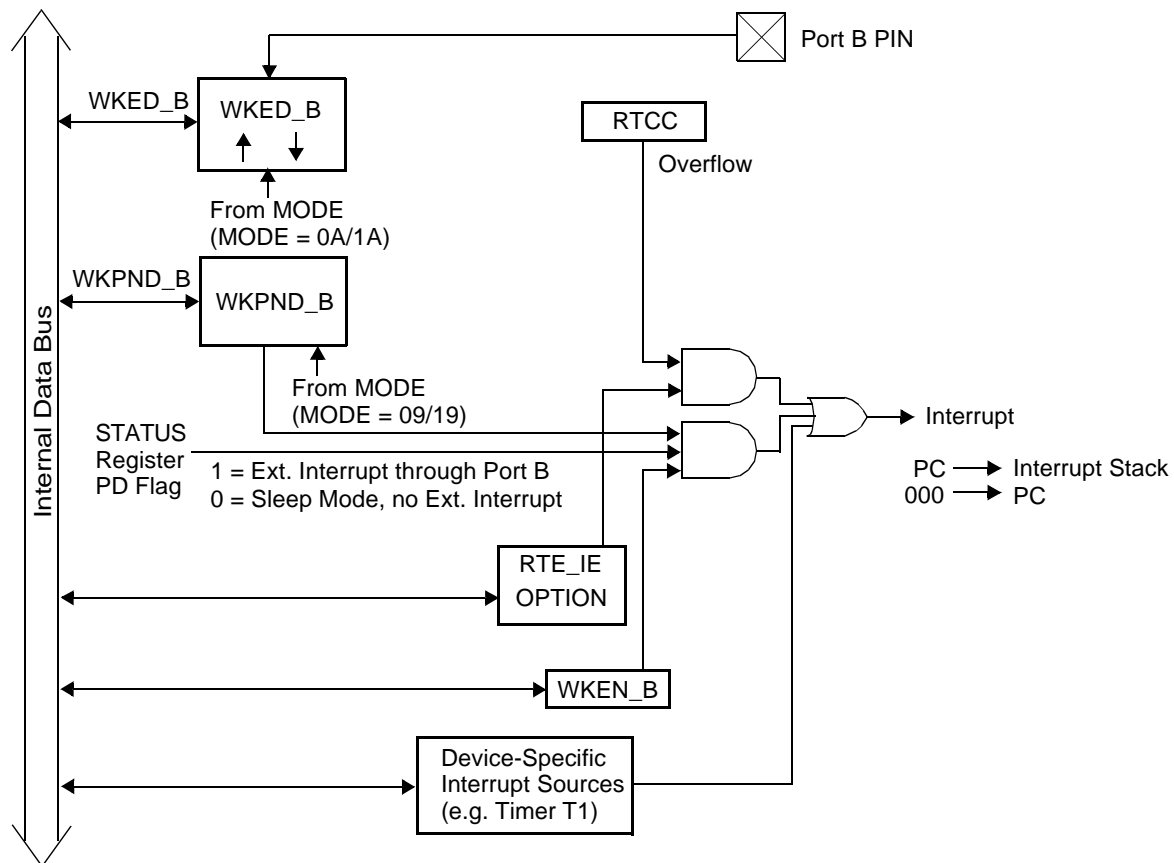 Port B PIN
WKED_B
WKED_B
RTCC
Overflow
From MODE
(MODE = 0A/1A)
WKPND_B
WKPND_B
From MODE
(MODE = 09/19)
Internal Data Bus
Interrupt
STATUS
Register
PD Flag
1 = Ext. Interrupt through Port B
0 = Sleep Mode, no Ext. Interrupt
PC
Interrupt Stack
000
PC
RTE_IE
OPTION
WKEN_B
Device-Specific
Interrupt Sources
(e.g. Timer T1)